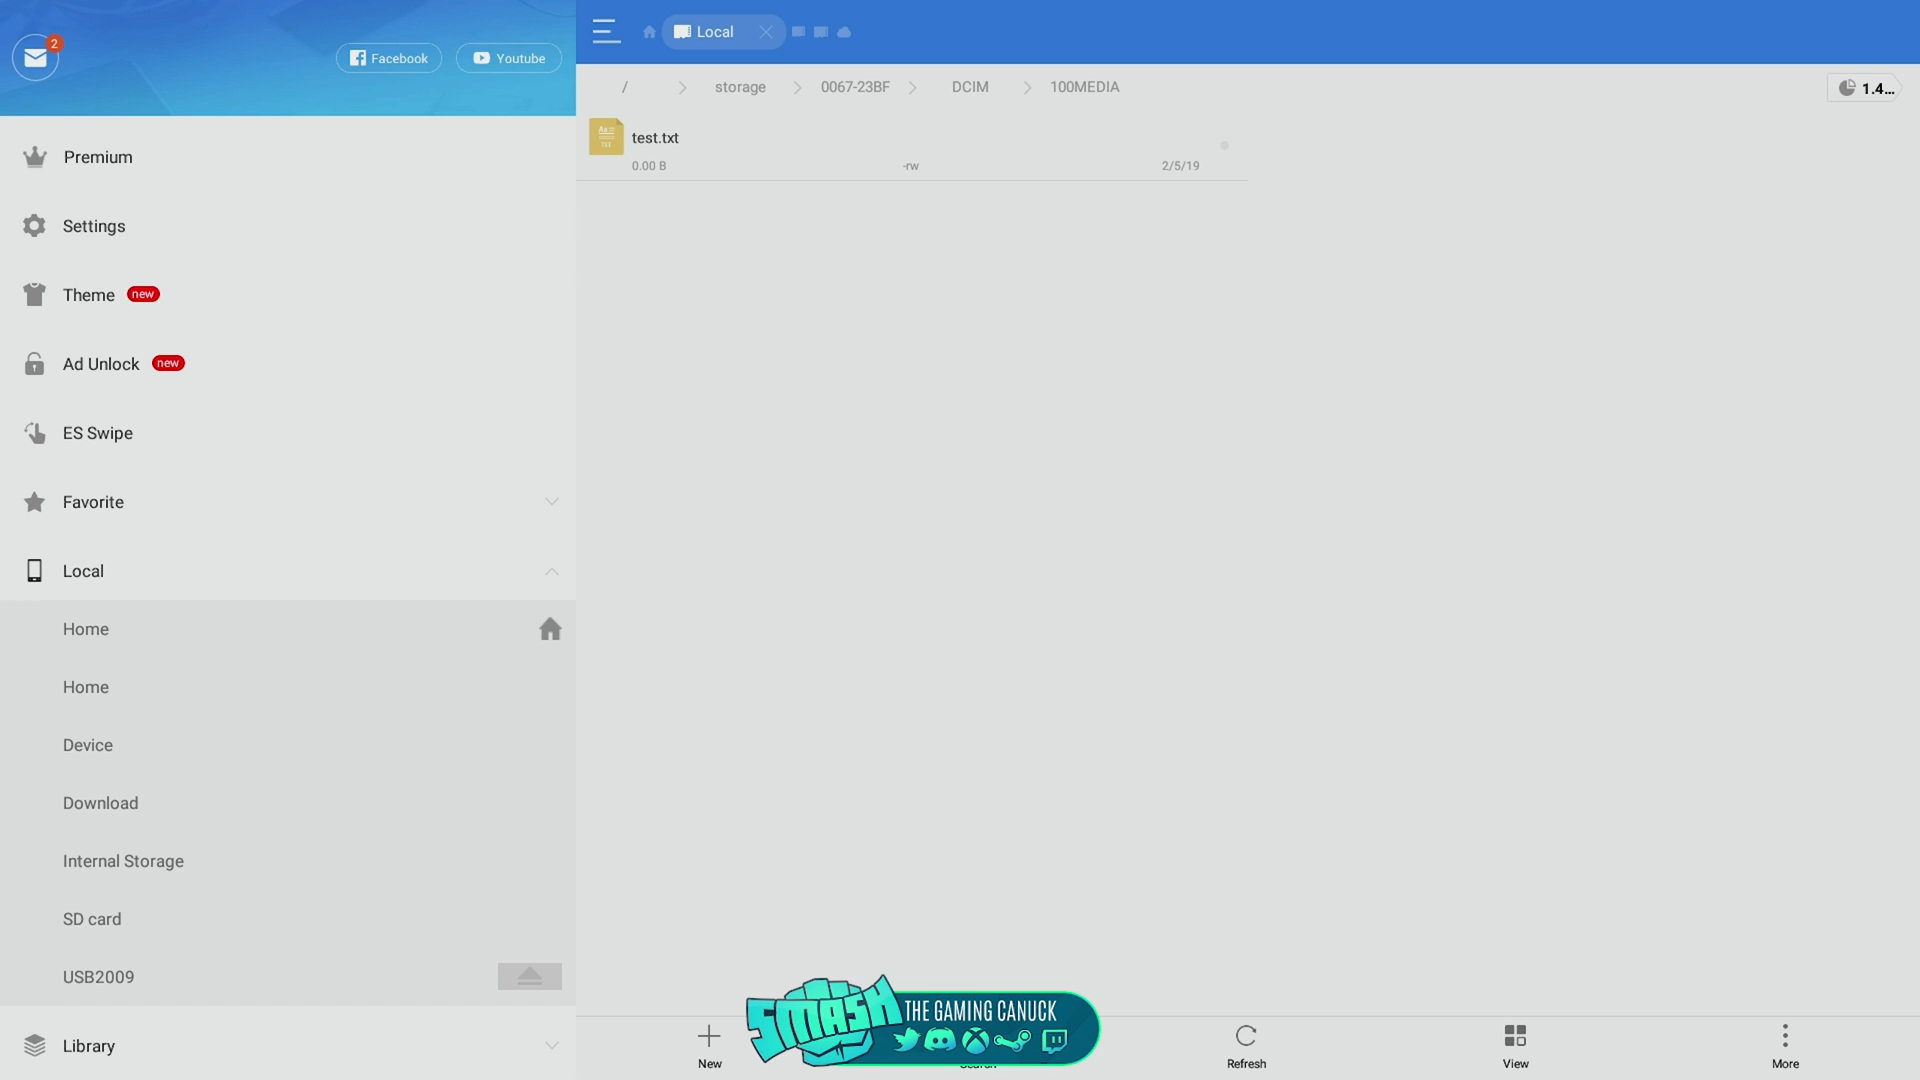 2
Facebook
Youtube
Local
/
storage
0067-23BF
DCIM
100MEDIA
1.4...
Premium
Settings
Theme new
Ad Unlock new
ES Swipe
Favorite
Local
Home
Home
Device
Download
Internal Storage
SD card
USB2009
Library
Aa
TXT
test.txt
0.00 B
-rw
2/5/19
New
SMASH
THE GAMING CANUCK
Refresh
View
More